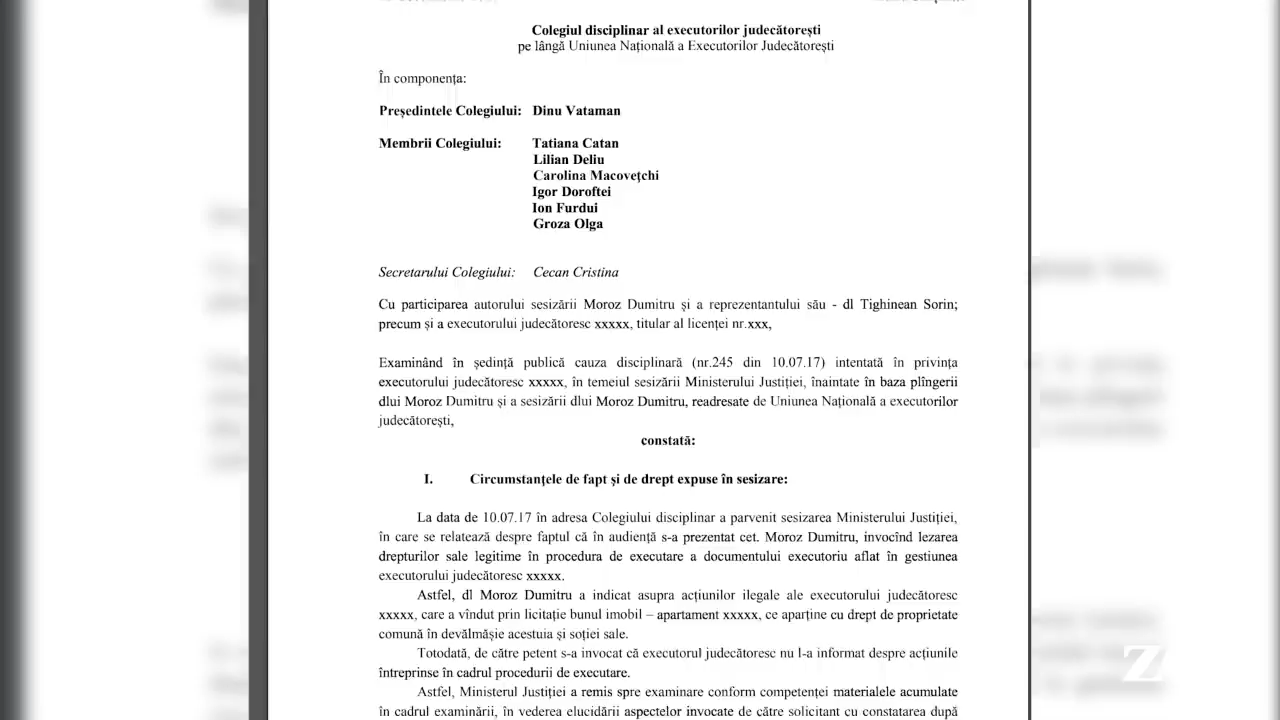 Colegiul disciplinar al executorilor judecătorești
pe lângă Uniunea Națională a Executorilor Judecătorești
În componența:
Președintele Colegiului: Dinu Vataman
Membrii Colegiului: Tatiana Catan
Lilian Deliu
Carolina Macovețchi
Igor Doroftei
Ion Furdui
Groza Olga
Secretarului Colegiului: Cecan Cristina
Cu participarea autorului sesizării Moroz Dumitru și a reprezentantului său - dl Tighinean Sorin;
precum și a executorului judecătoresc xxxxx, titular al licenței nr.xxx,
Examinând în ședință publică cauza disciplinară (nr.245 din 10.07.17) intentată în privința
executorului judecătoresc xxxxx, în temeiul sesizării Ministerului Justiției, înaintate în baza plîngerii
dlui Moroz Dumitru și a sesizării dlui Moroz Dumitru, readresate de Uniunea Națională a executorilor
judecătorești,
constată:
I. Circumstanțele de fapt și de drept expuse în sesizare:
La data de 10.07.17 în adresa Colegiului disciplinar a parvenit sesizarea Ministerului Justiției,
în care se relatează despre faptul că în audiență s-a prezentat cet. Moroz Dumitru, invocînd lezarea
drepturilor sale legitime în procedura de executare a documentului executoriu aflat în gestiunea
executorului judecătoresc xxxxx.
Astfel, dl Moroz Dumitru a indicat asupra acțiunilor ilegale ale executorului judecătoresc
xxxxx, care a vîndut prin licitație bunul imobil – apartament xxxxx, ce aparține cu drept de proprietate
comună în devălmășie acestuia și soției sale.
Totodată, de către petent s-a invocat că executorul judecătoresc nu l-a informat despre acțiunile
întreprinse în cadrul procedurii de executare.
Astfel, Ministerul Justiției a remis spre examinare conform competenței materialele acumulate
în cadrul examinării, în vederea elucidării aspectelor invocate de către solicitant cu constatarea după
Z